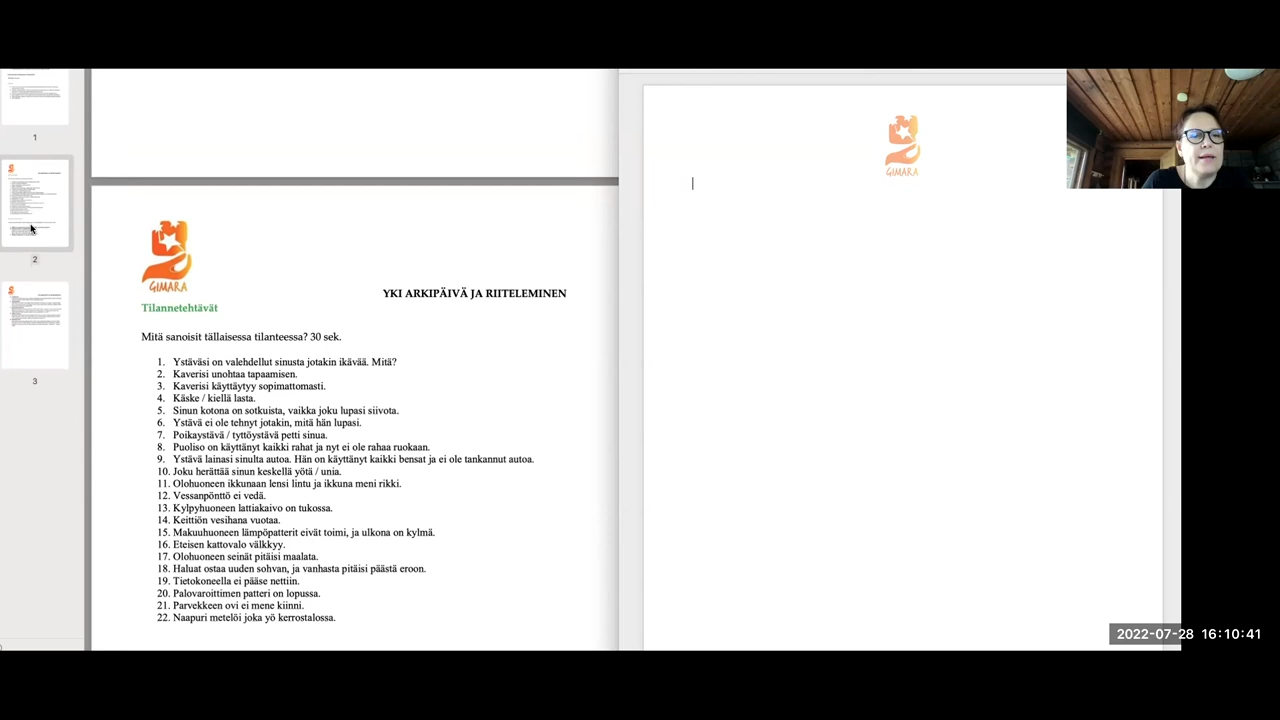 1
2
3
GIMARA
YKI ARKIPÄIVÄ JA RIITELEMINEN
Tilannetehtävät
Mitä sanoisit tällaisessa tilanteessa? 30 sek.
1. Ystäväsi on valehdellut sinusta jotakin ikävää. Mitä?
2. Kaverisi unohtaa tapaamisen.
3. Kaverisi käyttäytyy sopimattomasti.
4. Käske / kiellä lasta.
5. Sinun kotona on sotkuista, vaikka joku lupasi siivota.
6. Ystävä ei ole tehnyt jotakin, mitä hän lupasi.
7. Poikaystävä / tyttöystävä petti sinua.
8. Puoliso on käyttänyt kaikki rahat ja nyt ei ole rahaa ruokaan.
9. Ystävä lainasi sinulta autoa. Hän on käyttänyt kaikki bensat ja ei ole tankannut autoa.
10. Joku herättää sinun keskellä yötä / unia.
11. Olohuoneen ikkunaan lensi lintu ja ikkuna meni rikki.
12. Vessanpönttö ei vedä.
13. Kylpyhuoneen lattiakaivo on tukossa.
14. Keittiön vesihana vuotaa.
15. Makuuhuoneen lämpöpatterit eivät toimi, ja ulkona on kylmä.
16. Eteisen kattovalo välkkyy.
17. Olohuoneen seinät pitäisi maalata.
18. Haluat ostaa uuden sohvan, ja vanhasta pitäisi päästä eroon.
19. Tietokoneella ei pääse nettiin.
20. Palovaroittimen patteri on lopussa.
21. Parvekkeen ovi ei mene kiinni.
22. Naapuri metelöi joka yö kerrostalossa.
GIMARA
2022-07-28 16:10:41